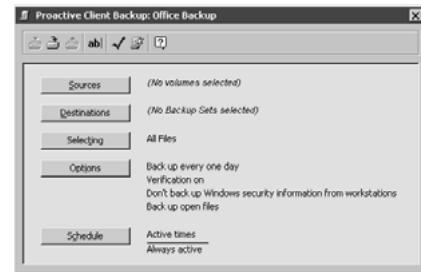 Proactive Client Backup: Office Backup
ab|
Sources
(No volumes selected)
Destinations
(No Backup Sets selected)
Selecting
All Files
Options
Back up every one day
Verification on
Don't back up Windows security information from workstations
Back up open files
Schedule
Active times
Always active